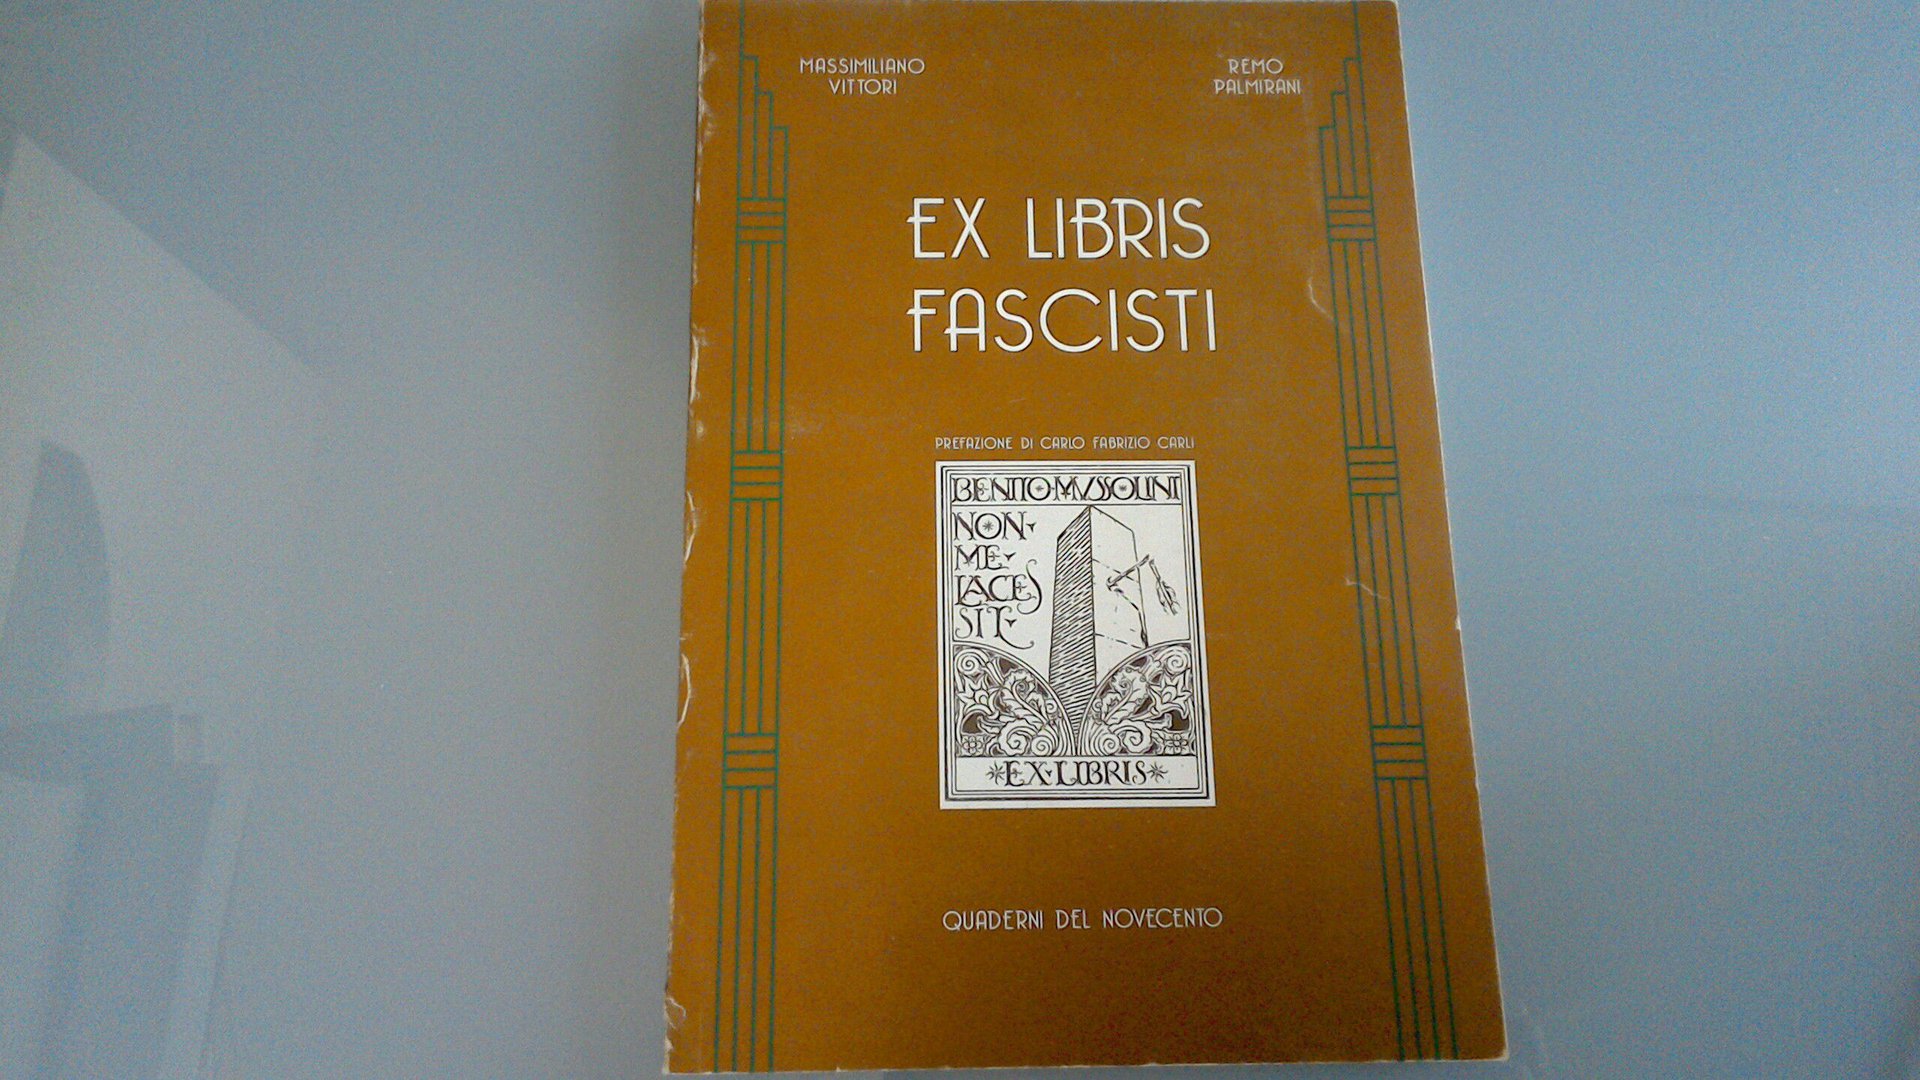 MASSIMILIANO
VITTORI
REMO
PALMIRANI
EX LIBRIS
FASCISTI
PREFAZIONE DI CARLO FABRIZIO CARLI
BENITO·MVSSOLINI
NON·
ME·
LACES
SIT·
*EX·LIBRIS*
QUADERNI DEL NOVECENTO